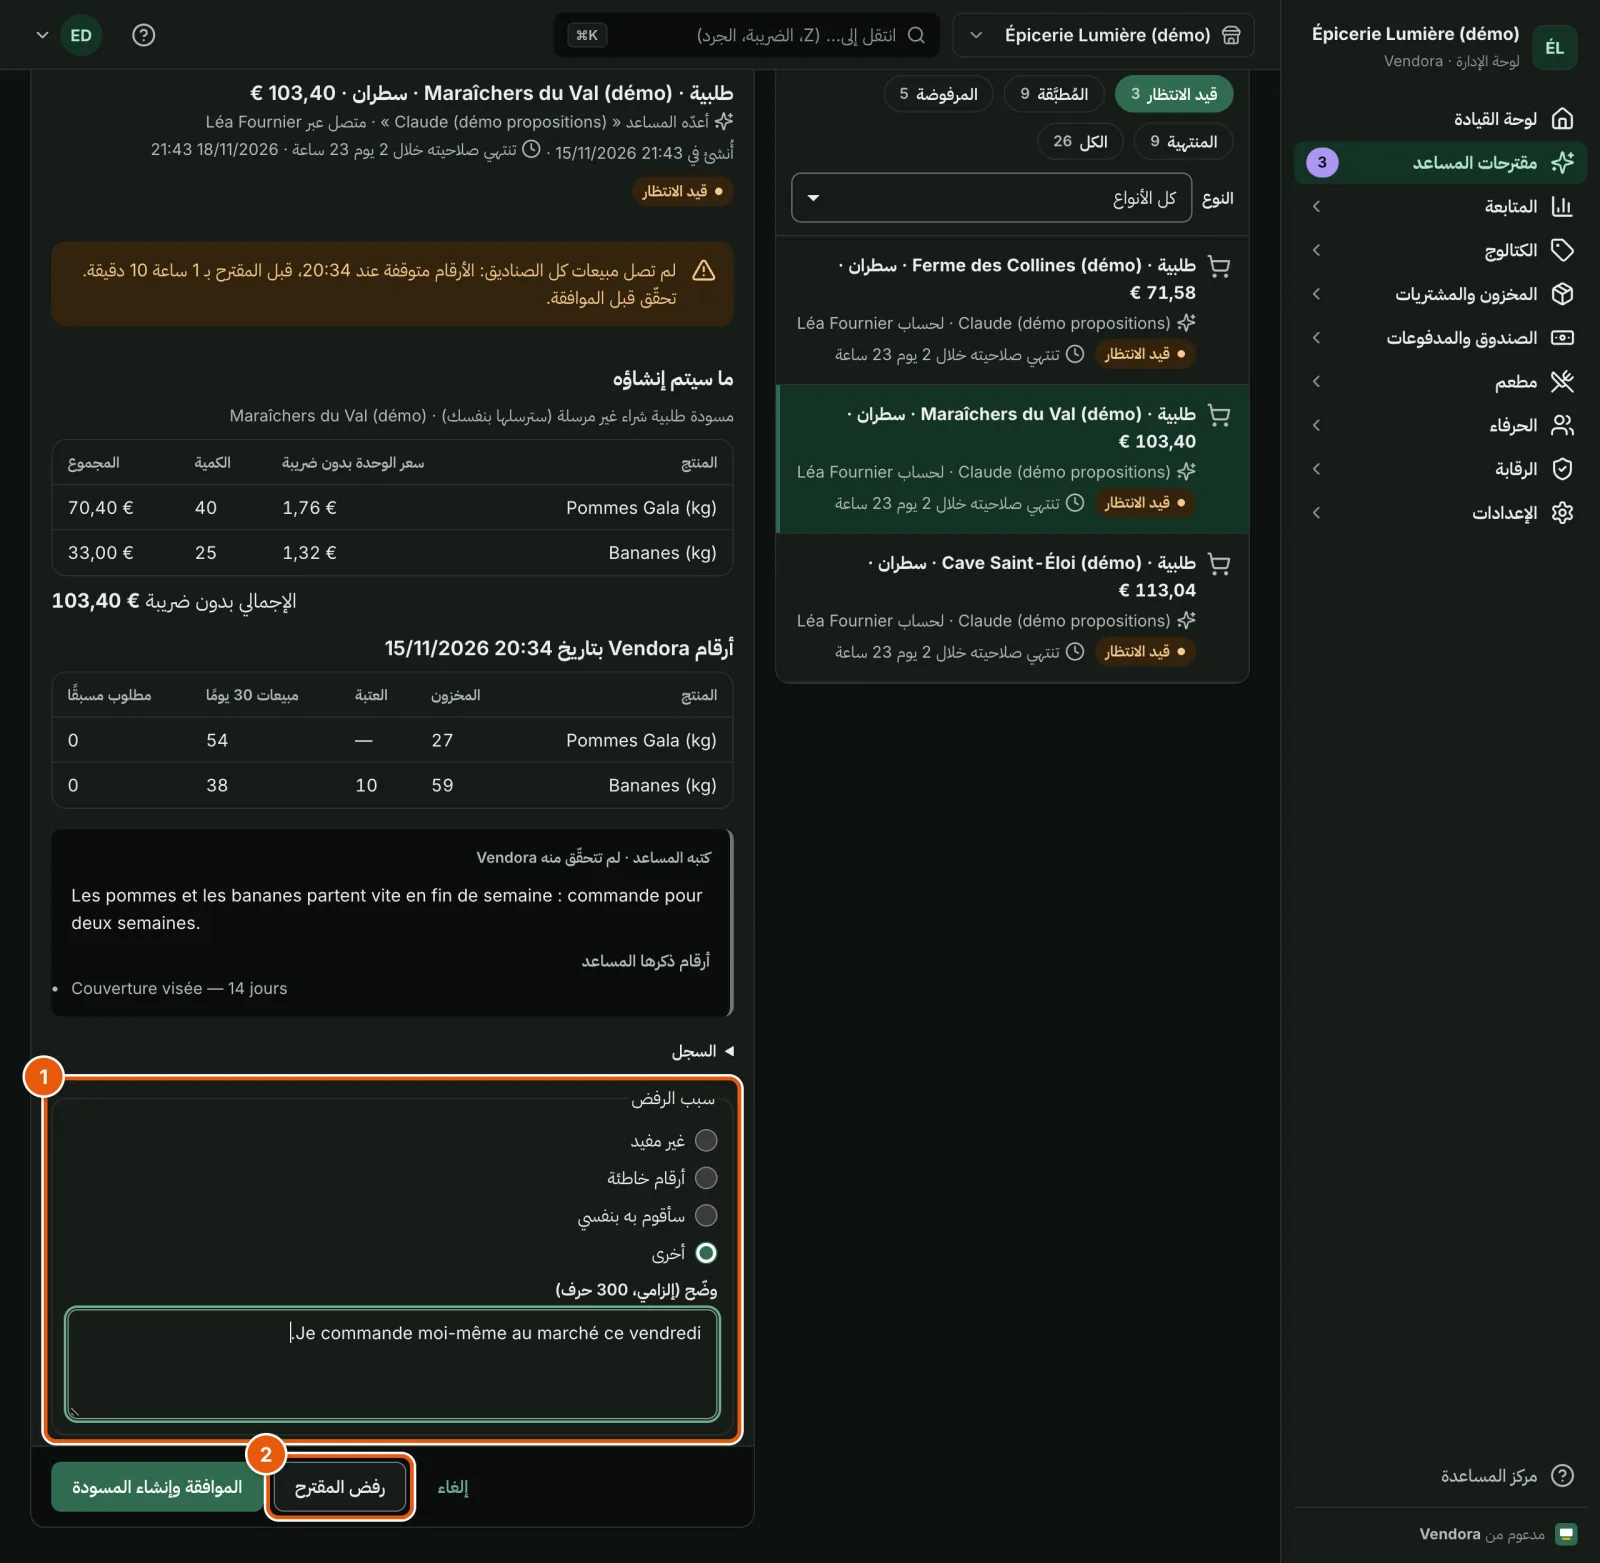 Épicerie Lumière (démo)
لوحة الإدارة · Vendora
ÉL
لوحة القيادة
مقترحات المساعد
3
المتابعة
الكتالوج
المخزون والمشتريات
الصندوق والمدفوعات
مطعم
الحرفاء
الرقابة
الإعدادات
مركز المساعدة
مدعوم من Vendora
Épicerie Lumière (démo)
انتقل إلى... (Z، الضريبة، الجرد)
⌘K
ED
قيد الانتظار 3
المُطبَّقة 9
المرفوضة 5
المنتهية 9
الكل 26
النوع
كل الأنواع
طلبية · Ferme des Collines (démo) · سطران ·
71,58 €
Claude (démo propositions) · لحساب Léa Fournier
قيد الانتظار
تنتهي صلاحيته خلال 2 يوم 23 ساعة
طلبية · Maraîchers du Val (démo) · سطران ·
103,40 €
Claude (démo propositions) · لحساب Léa Fournier
قيد الانتظار
تنتهي صلاحيته خلال 2 يوم 23 ساعة
طلبية · Cave Saint-Éloi (démo) · سطران ·
113,04 €
Claude (démo propositions) · لحساب Léa Fournier
قيد الانتظار
تنتهي صلاحيته خلال 2 يوم 23 ساعة
طلبية · Maraîchers du Val (démo) · سطران · 103,40 €
أعدّه المساعد « Claude (démo propositions) » · متصل عبر Léa Fournier
أُنشئ في 15/11/2026 21:43 · تنتهي صلاحيته خلال 2 يوم 23 ساعة · 18/11/2026 21:43
قيد الانتظار
لم تصل مبيعات كل الصناديق: الأرقام متوقفة عند 20:34، قبل المقترح بـ 1 ساعة 10 دقيقة.
تحقّق قبل الموافقة.
ما سيتم إنشاؤه
مسودة طلبية شراء غير مرسلة (سترسلها بنفسك) · Maraîchers du Val (démo)
المنتج سعر الوحدة بدون ضريبة الكمية المجموع
Pommes Gala (kg) 1,76 € 40 70,40 €
Bananes (kg) 1,32 € 25 33,00 €
الإجمالي بدون ضريبة 103,40 €
أرقام Vendora بتاريخ 15/11/2026 20:34
المنتج المخزون العتبة مبيعات 30 يومًا مطلوب مسبقًا
Pommes Gala (kg) 27 — 54 0
Bananes (kg) 59 10 38 0
كتبه المساعد · لم تتحقّق منه Vendora
Les pommes et les bananes partent vite en fin de semaine : commande pour
deux semaines.
أرقام ذكرها المساعد
• Couverture visée — 14 jours
السجل
1
سبب الرفض
غير مفيد
أرقام خاطئة
سأقوم به بنفسي
أخرى
وضّح (إلزامي، 300 حرف)
Je commande moi-même au marché ce vendredi.
2
إلغاء
رفض المقترح
الموافقة وإنشاء المسودة